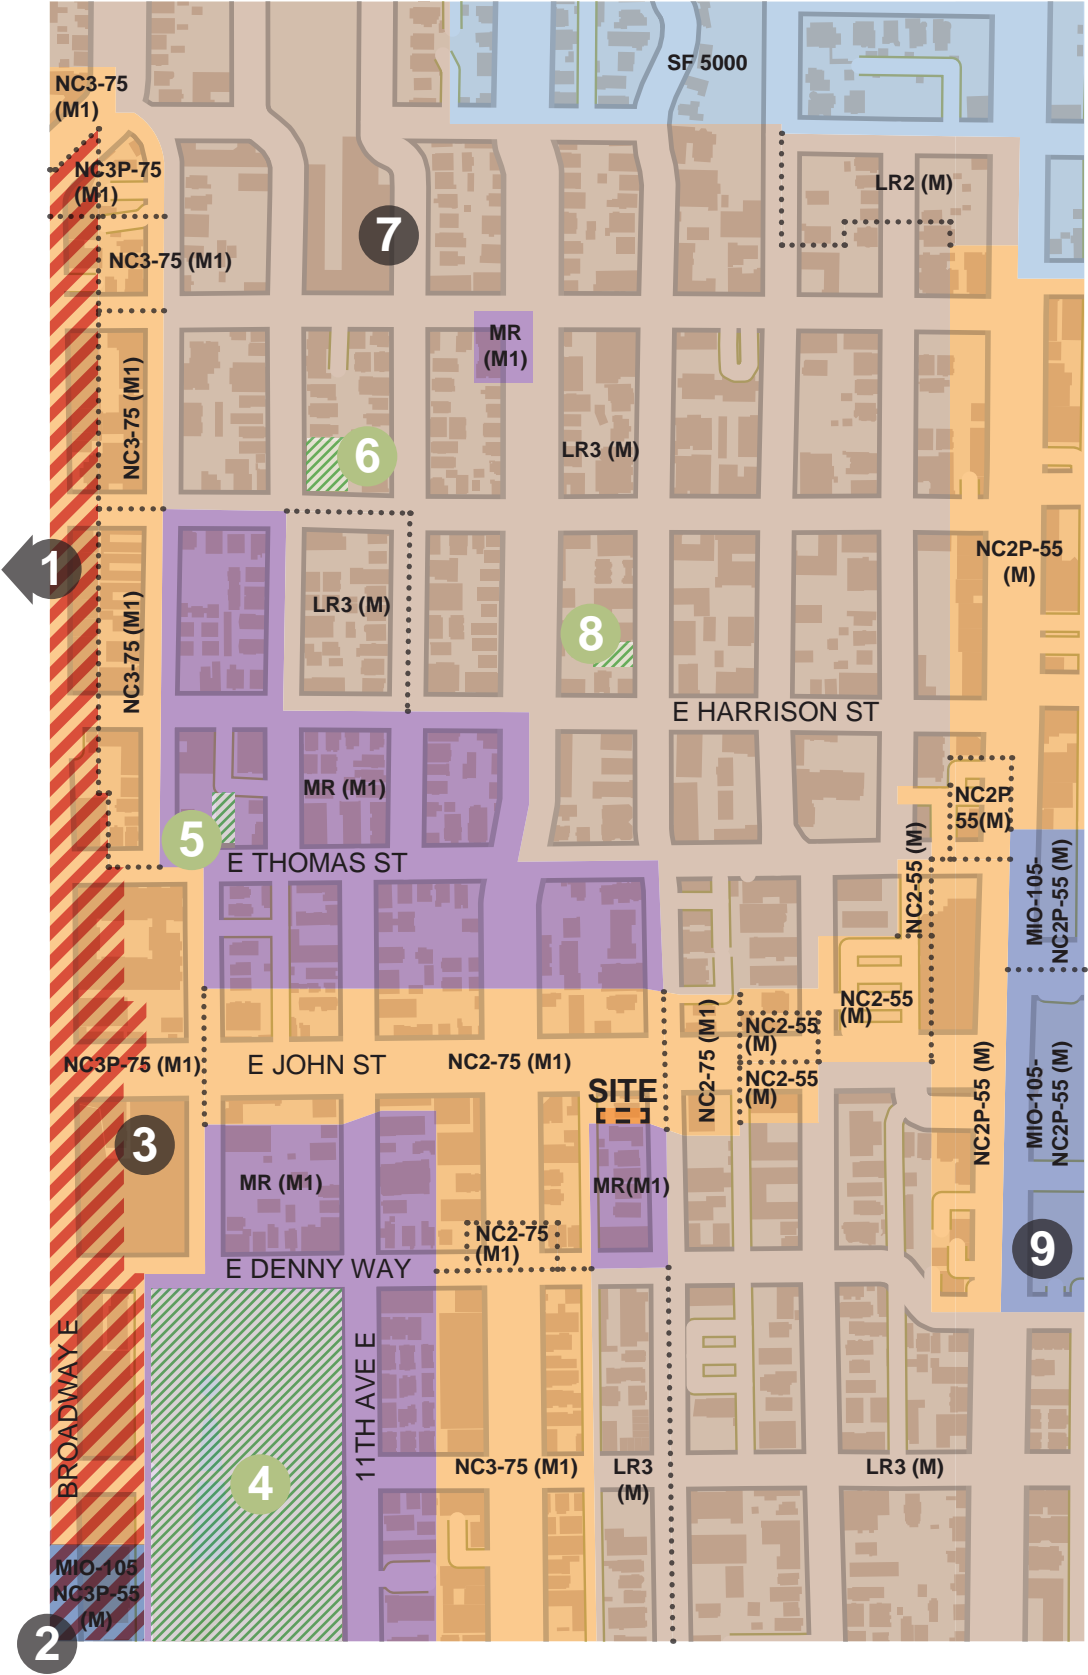 SF 5000
NC3-75
(M1)
NC3P-75
(M1)
LR2 (M)
7
NC3-75 (M1)
MR
(M1)
NC3-75 (M1)
6
LR3 (M)
1
NC2P-55
(M)
LR3 (M)
8
NC3-75 (M1)
E HARRISON ST
MR (M1)
NC2P
55(M)
5
E THOMAS ST
NC2-55 (M)
MIO-105-
NC2P-55 (M)
NC2-55
(M)
NC2-55
(M)
NC3P-75 (M1)
E JOHN ST
NC2-75 (M1)
NC2-75 (M1)
NC2-55
(M)
SITE
NC2P-55 (M)
MIO-105-
NC2P-55 (M)
3
MR (M1)
MR(M1)
NC2-75
(M1)
9
E DENNY WAY
BROADWAY E
11TH AVE E
4
NC3-75 (M1)
LR3
(M)
LR3 (M)
MIO-105
NC3P-55
(M)
2